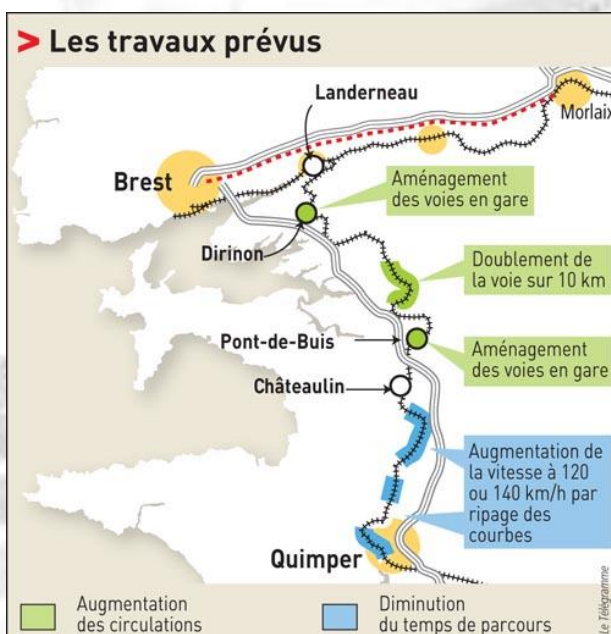 > Les travaux prévus
Landerneau
Morlaix
Brest
Aménagement
des voies en gare
Dirinon
Doublement de
la voie sur 10 km
Pont-de-Buis
Aménagement
des voies en gare
Châteaulin
Augmentation de
la vitesse à 120
ou 140 km/h par
ripage des
courbes
Quimper
Augmentation
des circulations
Diminution
du temps de parcours
Le Télégramme